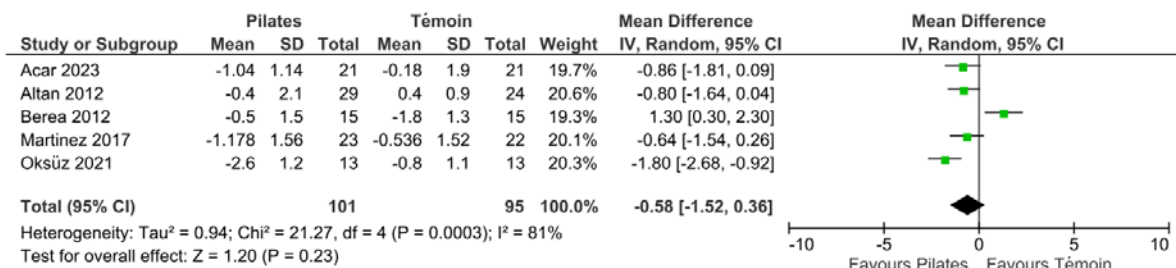 Pilates Témoin Mean Difference Mean Difference
Study or Subgroup Mean SD Total Mean SD Total Weight IV, Random, 95% CI IV, Random, 95% CI
Acar 2023 -1.04 1.14 21 -0.18 1.9 21 19.7% -0.86 [-1.81, 0.09]
Altan 2012 -0.4 2.1 29 0.4 0.9 24 20.6% -0.80 [-1.64, 0.04]
Berea 2012 -0.5 1.5 15 -1.8 1.3 15 19.3% 1.30 [0.30, 2.30]
Martinez 2017 -1.178 1.56 23 -0.536 1.52 22 20.1% -0.64 [-1.54, 0.26]
Oksüz 2021 -2.6 1.2 13 -0.8 1.1 13 20.3% -1.80 [-2.68, -0.92]
Total (95% CI) 101 95 100.0% -0.58 [-1.52, 0.36]
Heterogeneity: Tau² = 0.94; Chi² = 21.27, df = 4 (P = 0.0003); I² = 81%
Test for overall effect: Z = 1.20 (P = 0.23)
-10 -5 0 5 10
Favours Pilates Favours Témoin